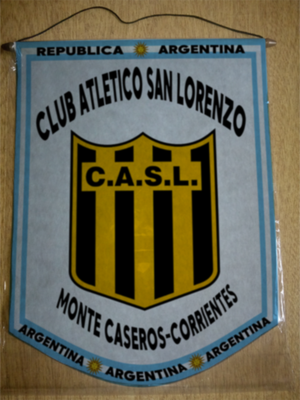 REPUBLICA ARGENTINA
CLUB ATLETICO SAN LORENZO
C.A.S.L.
MONTE CASEROS-CORRIENTES
ARGENTINA ARGENTINA ARGENTINA